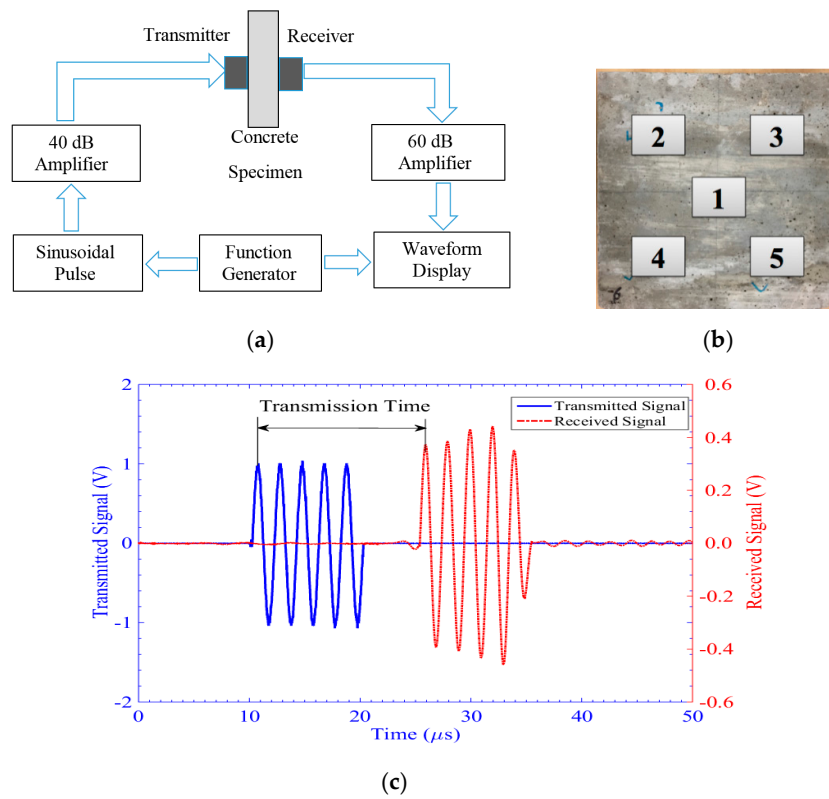 Transmitter
Receiver
40 dB
Amplifier
Concrete
Specimen
60 dB
Amplifier
Sinusoidal
Pulse
Function
Generator
Waveform
Display
(a)
2
3
1
4
5
-6
(b)
Transmission Time
Transmitted Signal
Received Signal
Transmitted Signal (V)
2
1
0
-1
-2
Received Signal (V)
0.6
0.4
0.2
0.0
-0.2
-0.4
-0.6
0
10
20
30
40
50
Time (μs)
(c)